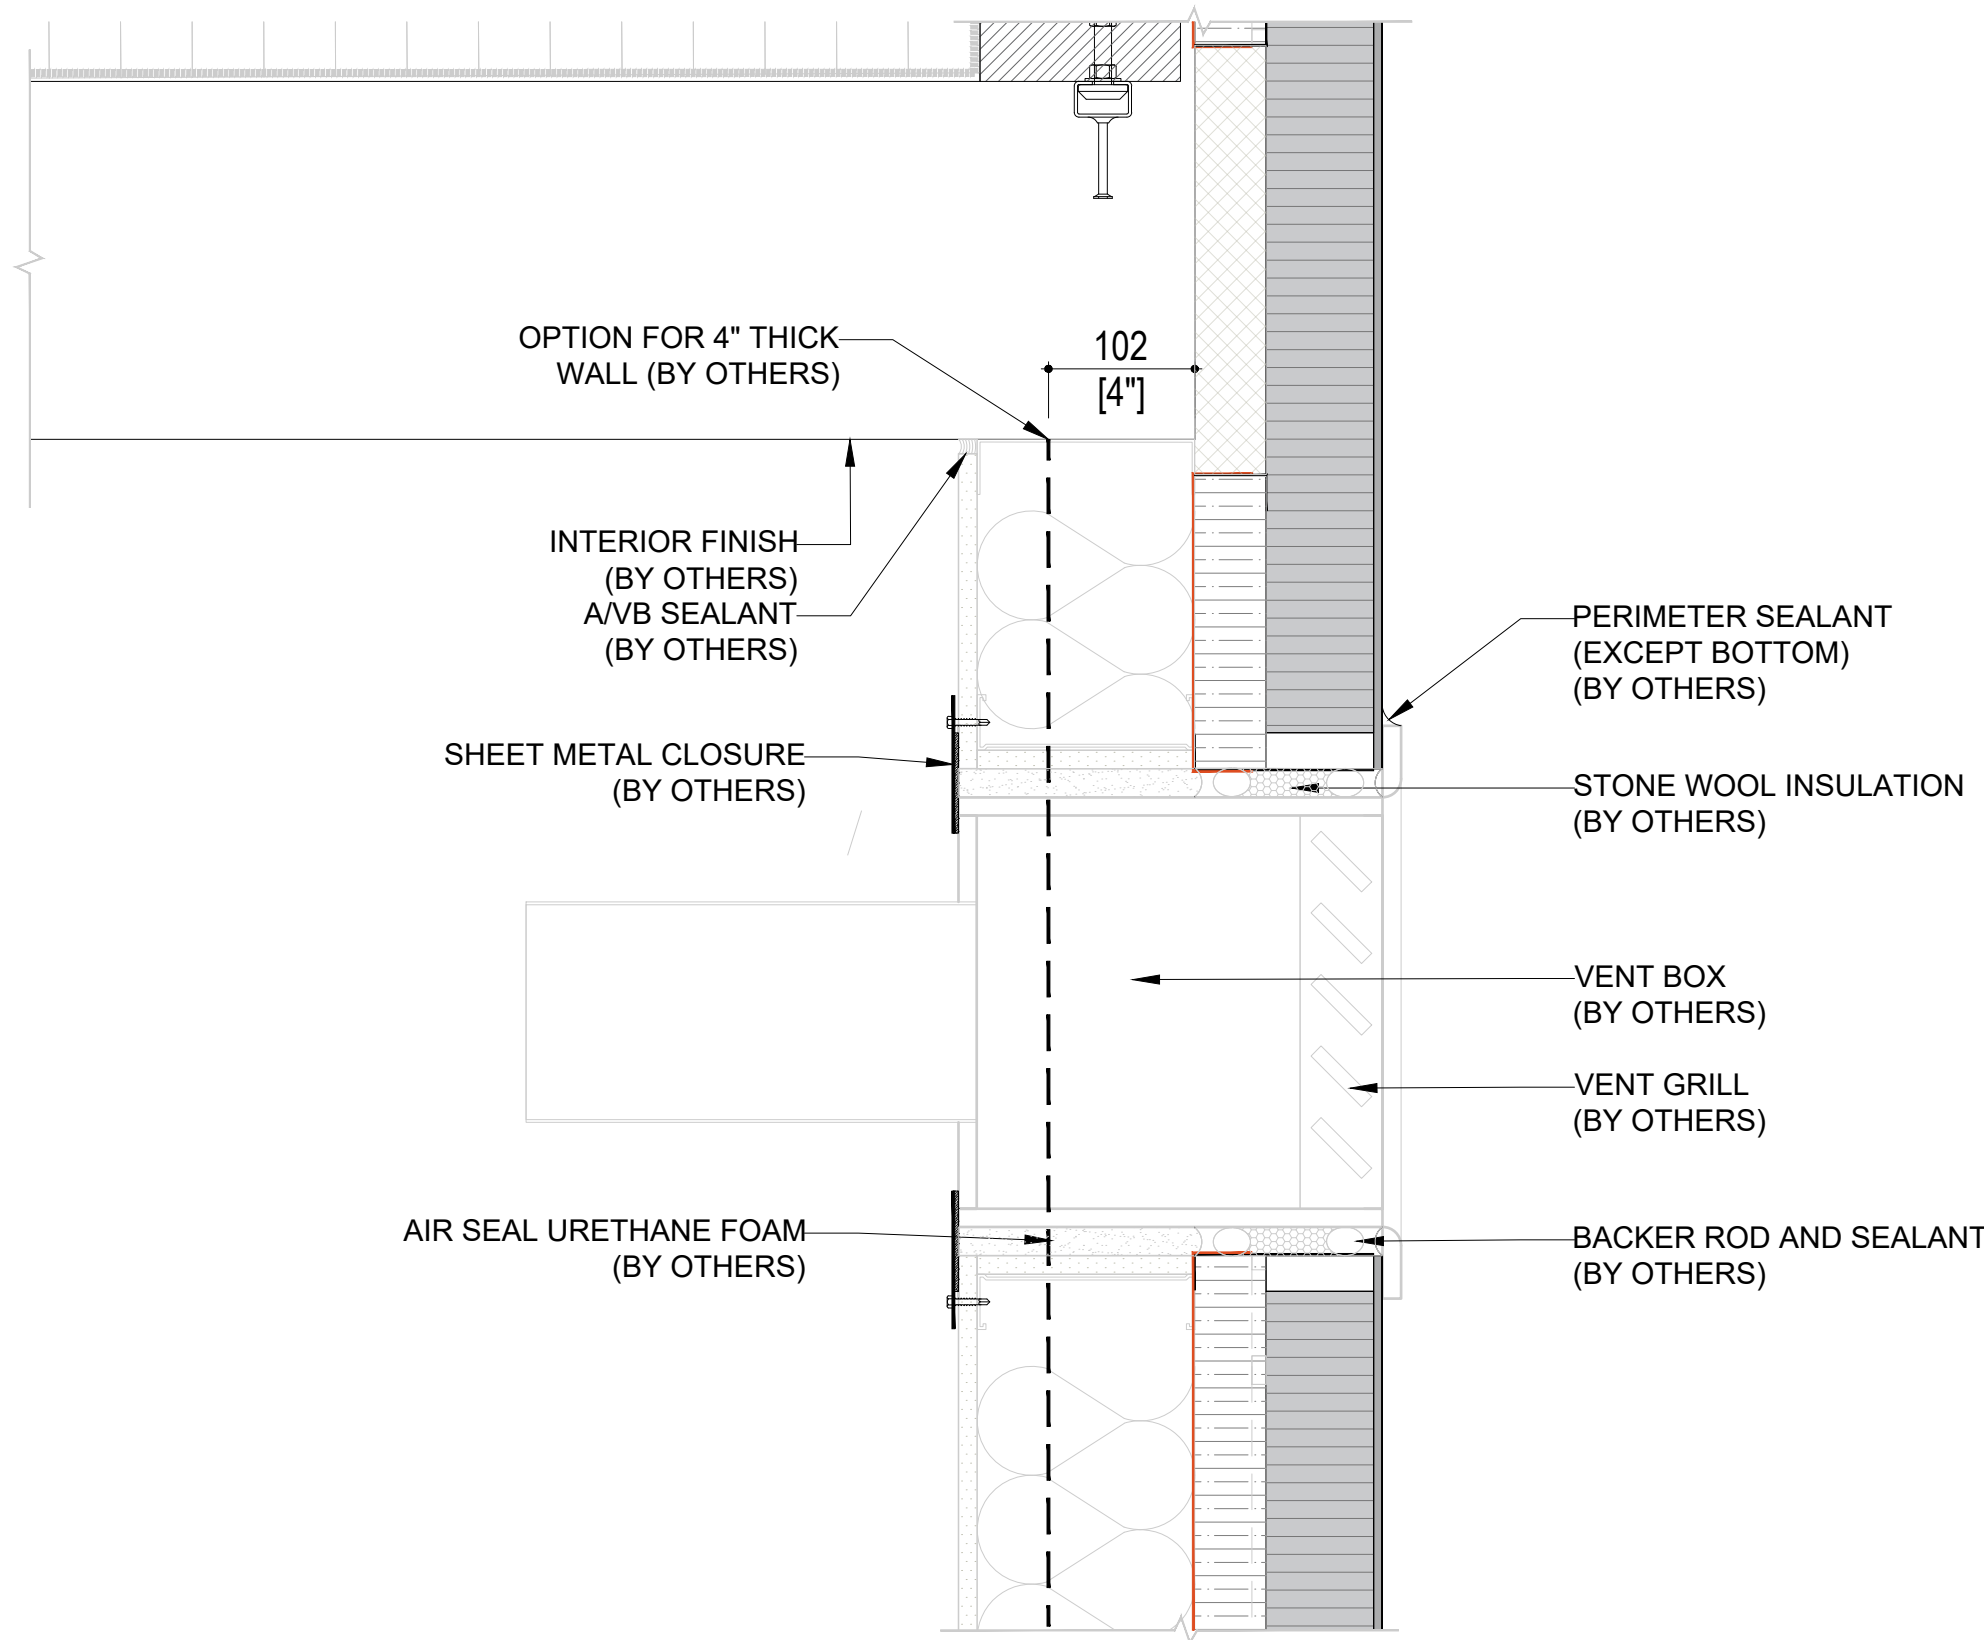 OPTION FOR 4" THICK
WALL (BY OTHERS)
102
[4"]
INTERIOR FINISH
(BY OTHERS)
A/VB SEALANT
(BY OTHERS)
PERIMETER SEALANT
(EXCEPT BOTTOM)
(BY OTHERS)
SHEET METAL CLOSURE
(BY OTHERS)
STONE WOOL INSULATION
(BY OTHERS)
VENT BOX
(BY OTHERS)
VENT GRILL
(BY OTHERS)
AIR SEAL URETHANE FOAM
(BY OTHERS)
BACKER ROD AND SEALANT
(BY OTHERS)